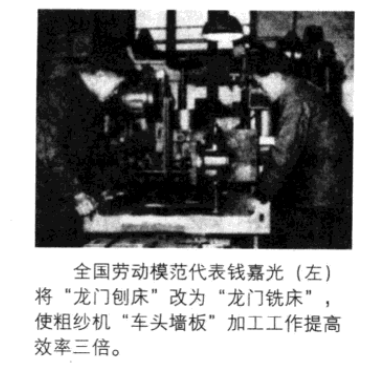 全国劳动模范代表钱嘉光（左）
将“龙门刨床”改为“龙门铣床”，
使粗纱机“车头墙板”加工工作提高
效率三倍。